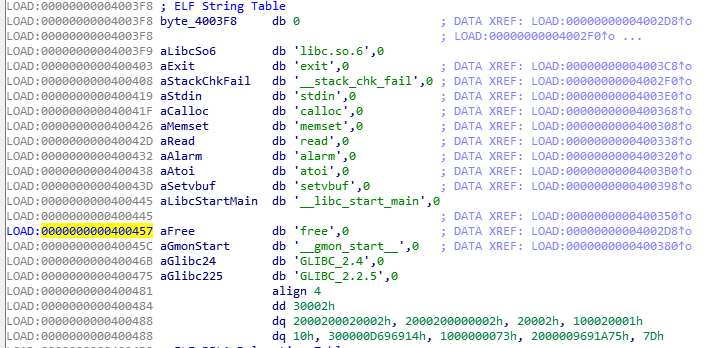 LOAD:00000000004003F8 ; ELF String Table
LOAD:00000000004003F8 byte_4003F8 db 0 ; DATA XREF: LOAD:00000000004002D8↑o
LOAD:00000000004003F8 ; LOAD:00000000004002F0↑o ...
LOAD:00000000004003F9 aLibcSo6 db 'libc.so.6',0
LOAD:0000000000400403 aExit db 'exit',0 ; DATA XREF: LOAD:00000000004003C8↑o
LOAD:0000000000400408 aStackChkFail db '__stack_chk_fail',0 ; DATA XREF: LOAD:00000000004002F0↑o
LOAD:0000000000400419 aStdin db 'stdin',0 ; DATA XREF: LOAD:00000000004003E0↑o
LOAD:000000000040041F aCalloc db 'calloc',0 ; DATA XREF: LOAD:0000000000400368↑o
LOAD:0000000000400426 aMemset db 'memset',0 ; DATA XREF: LOAD:0000000000400308↑o
LOAD:000000000040042D aRead db 'read',0 ; DATA XREF: LOAD:0000000000400338↑o
LOAD:0000000000400432 aAlarm db 'alarm',0 ; DATA XREF: LOAD:0000000000400320↑o
LOAD:0000000000400438 aAtoi db 'atoi',0 ; DATA XREF: LOAD:00000000004003B0↑o
LOAD:000000000040043D aSetvbuf db 'setvbuf',0 ; DATA XREF: LOAD:0000000000400398↑o
LOAD:0000000000400445 aLibcStartMain db '__libc_start_main',0
LOAD:0000000000400445 ; DATA XREF: LOAD:0000000000400350↑o
LOAD:0000000000400457 aFree db 'free',0 ; DATA XREF: LOAD:00000000004002D8↑o
LOAD:000000000040045C aGmonStart db '__gmon_start__',0 ; DATA XREF: LOAD:0000000000400380↑o
LOAD:000000000040046B aGlibc24 db 'GLIBC_2.4',0
LOAD:0000000000400475 aGlibc225 db 'GLIBC_2.2.5',0
LOAD:0000000000400481 align 4
LOAD:0000000000400484 dd 30002h
LOAD:0000000000400488 dq 2000200020002h, 2000200000002h, 20002h, 100020001h
LOAD:0000000000400488 dq 10h, 300000D696914h, 1000000073h, 2000009691A75h, 7Dh